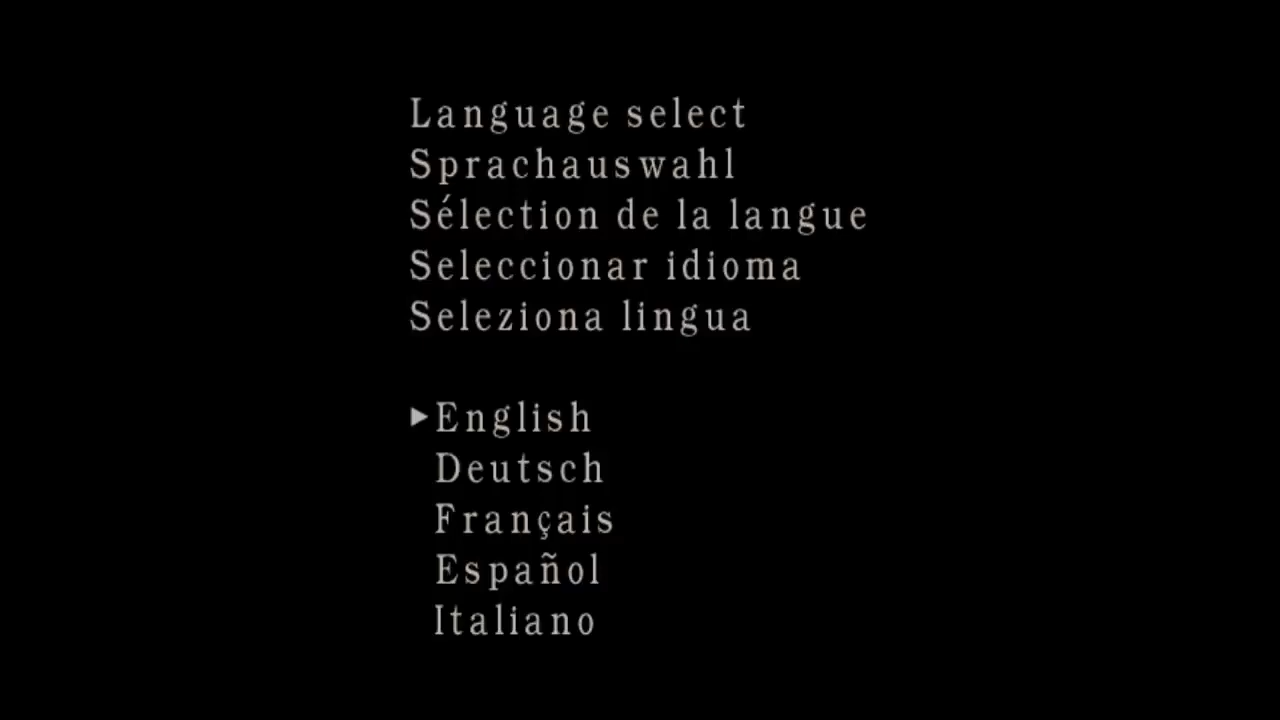 Language select
Sprachauswahl
Sélection de la langue
Seleccionar idioma
Seleziona lingua
►English
Deutsch
Français
Español
Italiano